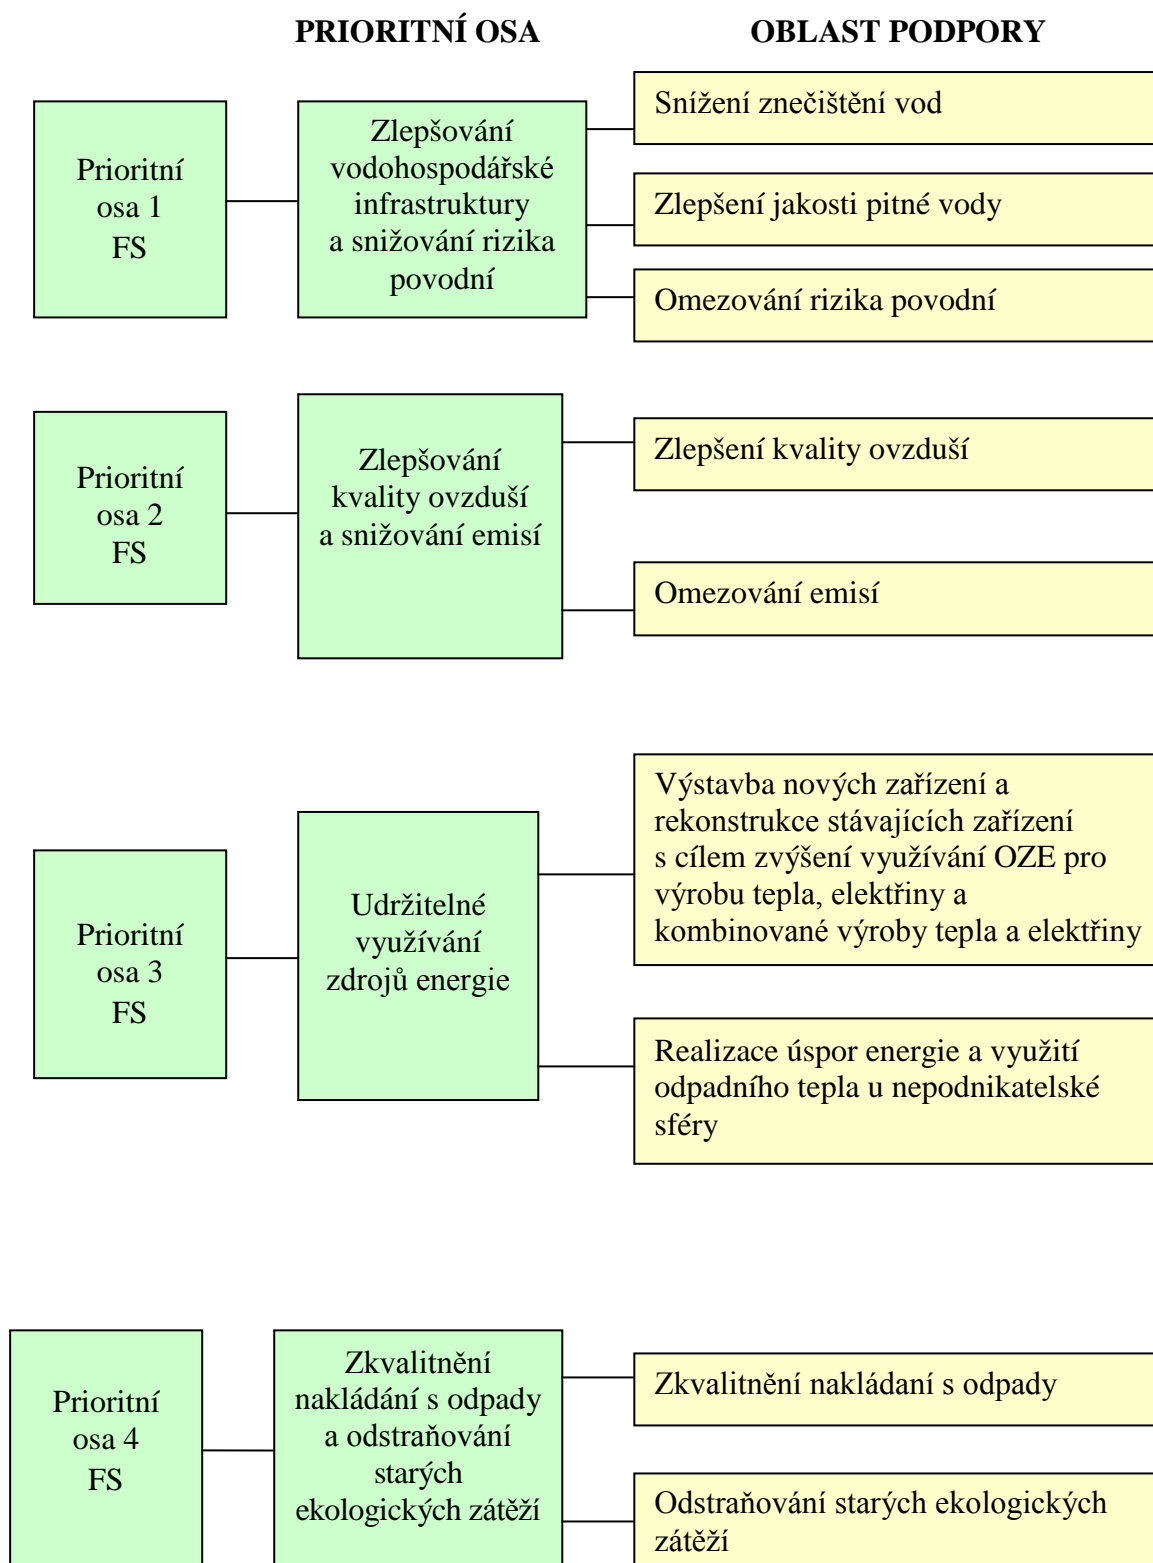 PRIORITNÍ OSA
OBLAST PODPORY
Prioritní
osa 1
FS
Zlepšování
vodohospodářské
infrastruktury
a snižování rizika
povodní
Snížení znečištění vod
Zlepšení jakosti pitné vody
Omezování rizika povodní
Prioritní
osa 2
FS
Zlepšování
kvality ovzduší
a snižování emisí
Zlepšení kvality ovzduší
Omezování emisí
Prioritní
osa 3
FS
Udržitelné
využívání
zdrojů energie
Výstavba nových zařízení a
rekonstrukce stávajících zařízení
s cílem zvýšení využívání OZE pro
výrobu tepla, elektřiny a
kombinované výroby tepla a elektřiny
Realizace úspor energie a využití
odpadního tepla u nepodnikatelské
sféry
Prioritní
osa 4
FS
Zkvalitnění
nakládání s odpady
a odstraňování
starých
ekologických zátěží
Zkvalitnění nakládaní s odpady
Odstraňování starých ekologických
zátěží